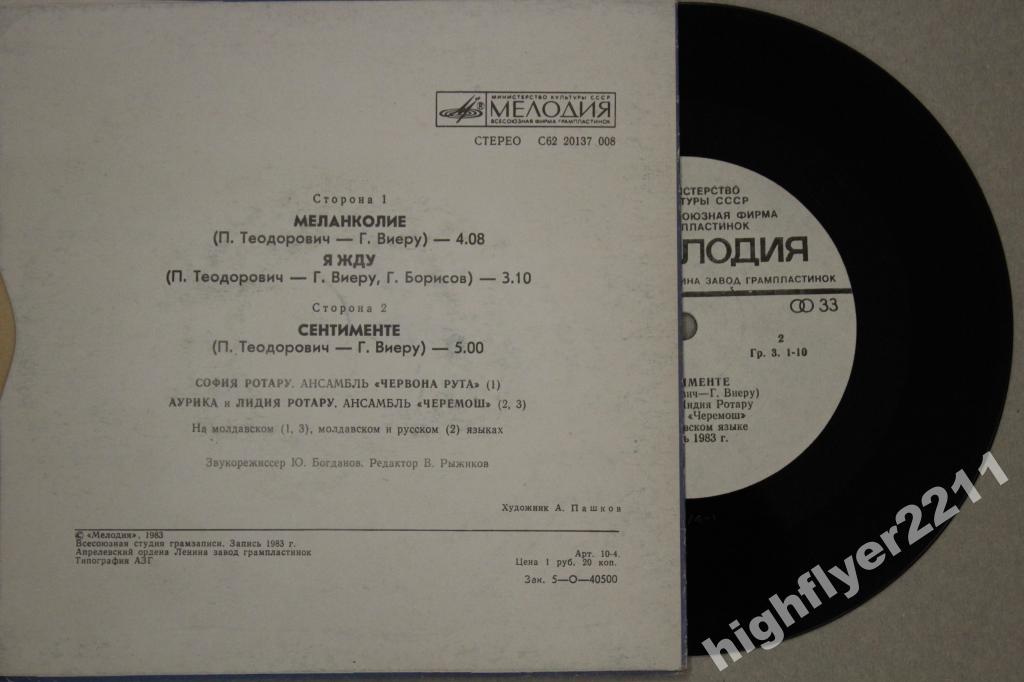 МИНИСТЕРСТВО КУЛЬТУРЫ СССР
МЕЛОДИЯ
ВСЕСОЮЗНАЯ ФИРМА ГРАМПЛАСТИНОК
СТЕРЕО С62 20137 008
Сторона 1
МЕЛАНКОЛИЕ
(П. Теодорович — Г. Виеру) — 4.08
Я ЖДУ
(П. Теодорович — Г. Виеру, Г. Борисов) — 3.10
Сторона 2
СЕНТИМЕНТЕ
(П. Теодорович — Г. Виеру) — 5.00
СОФИЯ РОТАРУ. АНСАМБЛЬ «ЧЕРВОНА РУТА» (1)
АУРИКА и ЛИДИЯ РОТАРУ. АНСАМБЛЬ «ЧЕРЕМОШ» (2, 3)
На молдавском (1, 3), молдавском и русском (2) языках
Звукорежиссер Ю. Богданов. Редактор В. Рыжиков
Художник А. Пашков
© «Мелодия», 1983
Всесоюзная студия грамзаписи. Запись 1983 г.
Апрелевский ордена Ленина завод грампластинок
Типография АЗГ
Арт. 10-4.
Цена 1 руб. 20 коп.
Зак. 5—О—40500
ИСТЕРСТВО
ТУРЫ СССР
ОЮЗНАЯ ФИРМА
МПЛАСТИНОК
ЛОДИЯ
ИНА ЗАВОД ГРАМПЛАСТИНОК
33
2
Гр. 3. 1-10
ИМЕНТЕ
вич—Г. Виеру)
Лидия Ротару
«Черемош»
вском языке
ь 1983 г.
highflyer2211